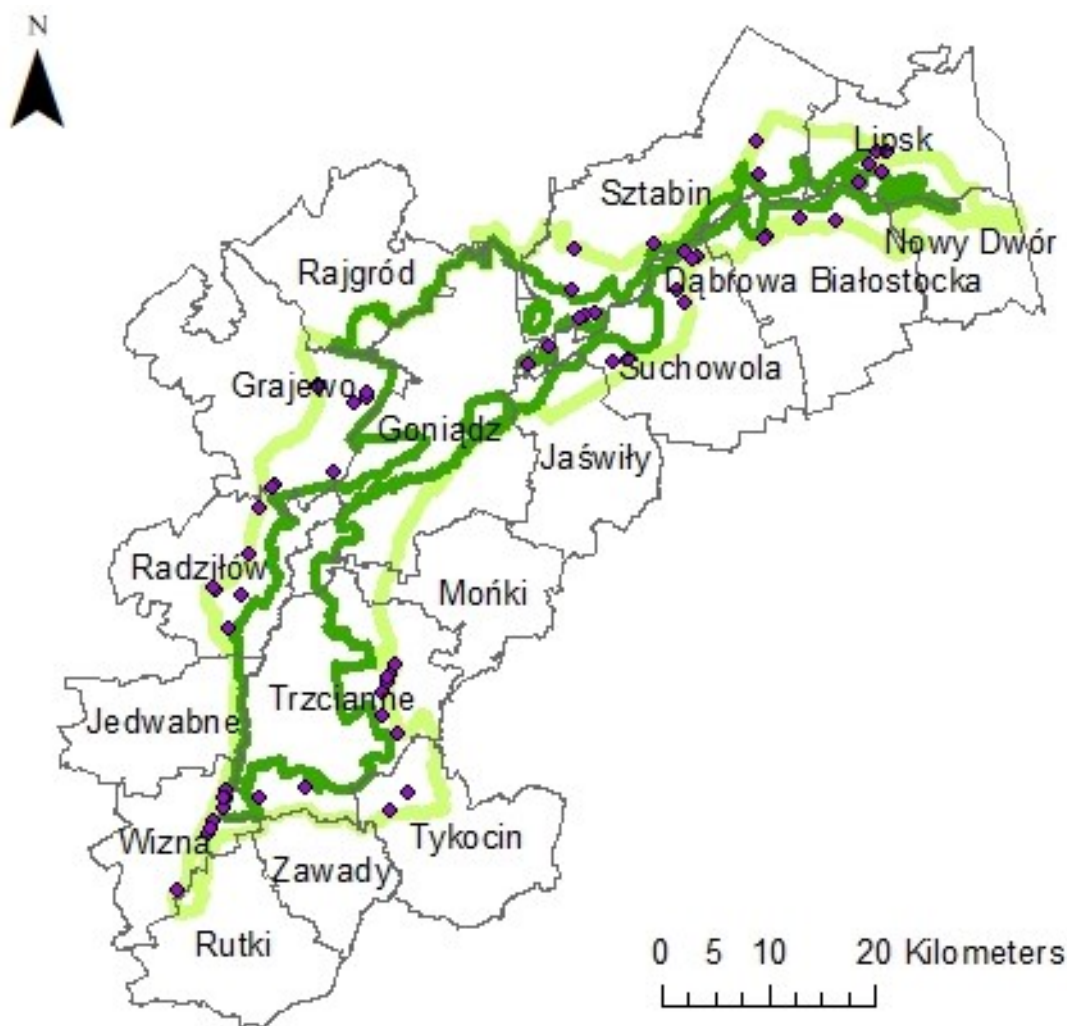 N
Lipsk
Sztabin
Nowy Dwór
Rajgród
Dąbrowa Białostocka
Grajewo
Suchowola
Goniądz
Jaświły
Radziłów
Mońki
Trzcianne
Jedwabne
Wizna
Tykocin
Zawady
Rutki
0 5 10 20 Kilometers